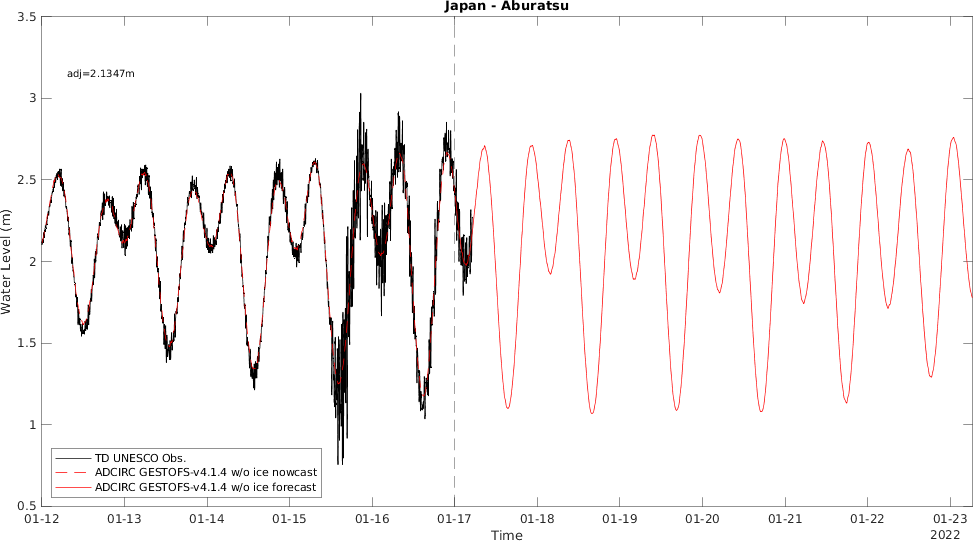 Japan - Aburatsu
3.5
adj=2.1347m
3
2.5
2
Water Level (m)
1.5
1
TD UNESCO Obs.
ADCIRC GESTOFS-v4.1.4 w/o ice nowcast
ADCIRC GESTOFS-v4.1.4 w/o ice forecast
0.5
01-12 01-13 01-14 01-15 01-16 01-17 01-18 01-19 01-20 01-21 01-22 01-23
Time
2022